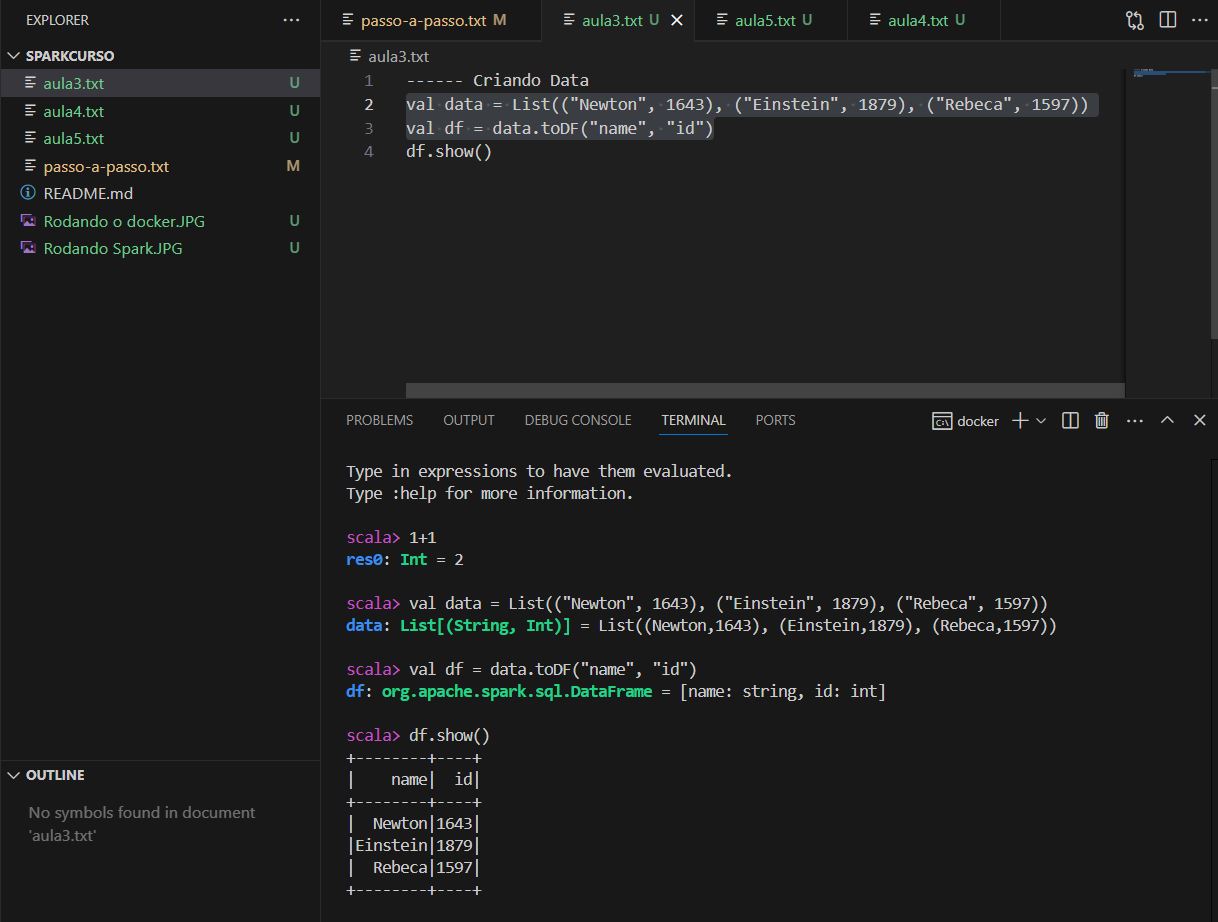 EXPLORER
SPARKCURSO
aula3.txt U
aula4.txt U
aula5.txt U
passo-a-passo.txt M
README.md
Rodando o docker.JPG U
Rodando Spark.JPG U
OUTLINE
No symbols found in document
'aula3.txt'
passo-a-passo.txt M aula3.txt U aula5.txt U aula4.txt U
aula3.txt
1 ------ Criando Data
2 val data = List(("Newton", 1643), ("Einstein", 1879), ("Rebeca", 1597))
3 val df = data.toDF("name", "id")
4 df.show()
PROBLEMS OUTPUT DEBUG CONSOLE TERMINAL PORTS docker
Type in expressions to have them evaluated.
Type :help for more information.
scala> 1+1
res0: Int = 2
scala> val data = List(("Newton", 1643), ("Einstein", 1879), ("Rebeca", 1597))
data: List[(String, Int)] = List((Newton,1643), (Einstein,1879), (Rebeca,1597))
scala> val df = data.toDF("name", "id")
df: org.apache.spark.sql.DataFrame = [name: string, id: int]
scala> df.show()
+--------+----+
|    name|  id|
+--------+----+
|  Newton|1643|
|Einstein|1879|
|  Rebeca|1597|
+--------+----+